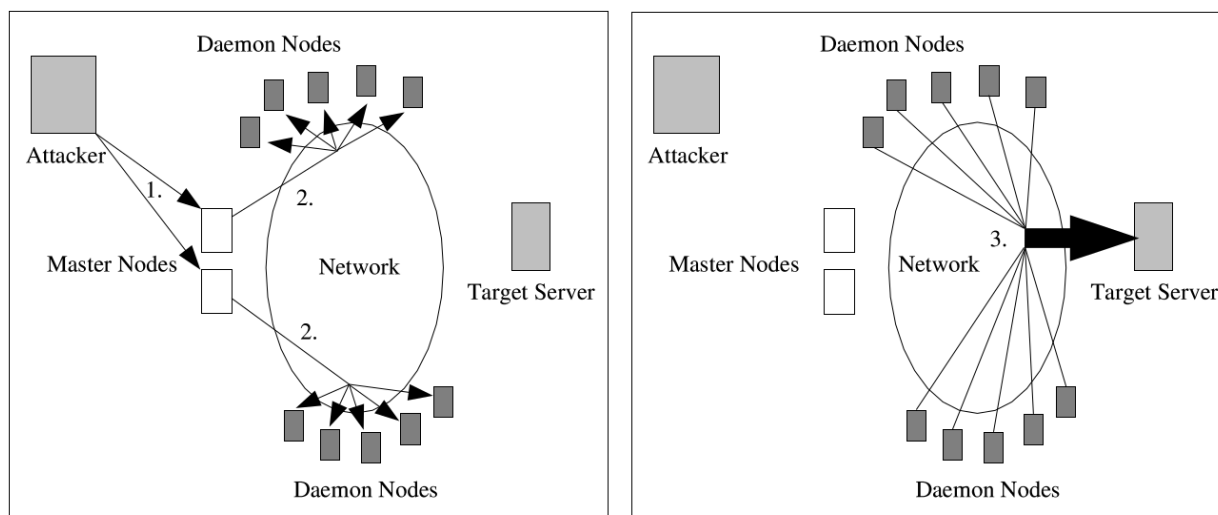 Daemon Nodes
Attacker
1.
2.
Master Nodes
Network
Target Server
2.
Daemon Nodes
Daemon Nodes
Attacker
3.
Master Nodes
Network
Target Server
Daemon Nodes